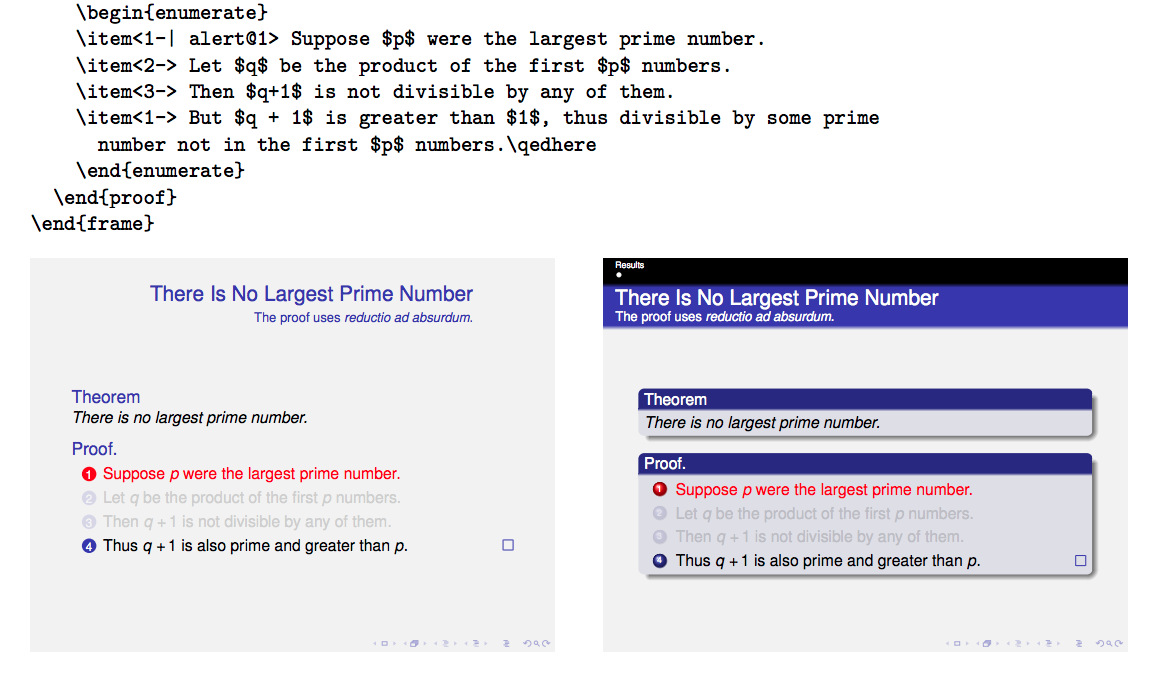 \begin{enumerate}
\item<1-| alert@1> Suppose $p$ were the largest prime number.
\item<2-> Let $q$ be the product of the first $p$ numbers.
\item<3-> Then $q+1$ is not divisible by any of them.
\item<1-> But $q + 1$ is greater than $1$, thus divisible by some prime
number not in the first $p$ numbers.\qedhere
\end{enumerate}
\end{proof}
\end{frame}
There Is No Largest Prime Number
The proof uses reductio ad absurdum.
Theorem
There is no largest prime number.
Proof.
1 Suppose p were the largest prime number.
2 Let q be the product of the first p numbers.
3 Then q + 1 is not divisible by any of them.
4 Thus q + 1 is also prime and greater than p.
Results
There Is No Largest Prime Number
The proof uses reductio ad absurdum.
Theorem
There is no largest prime number.
Proof.
1 Suppose p were the largest prime number.
2 Let q be the product of the first p numbers.
3 Then q + 1 is not divisible by any of them.
4 Thus q + 1 is also prime and greater than p.